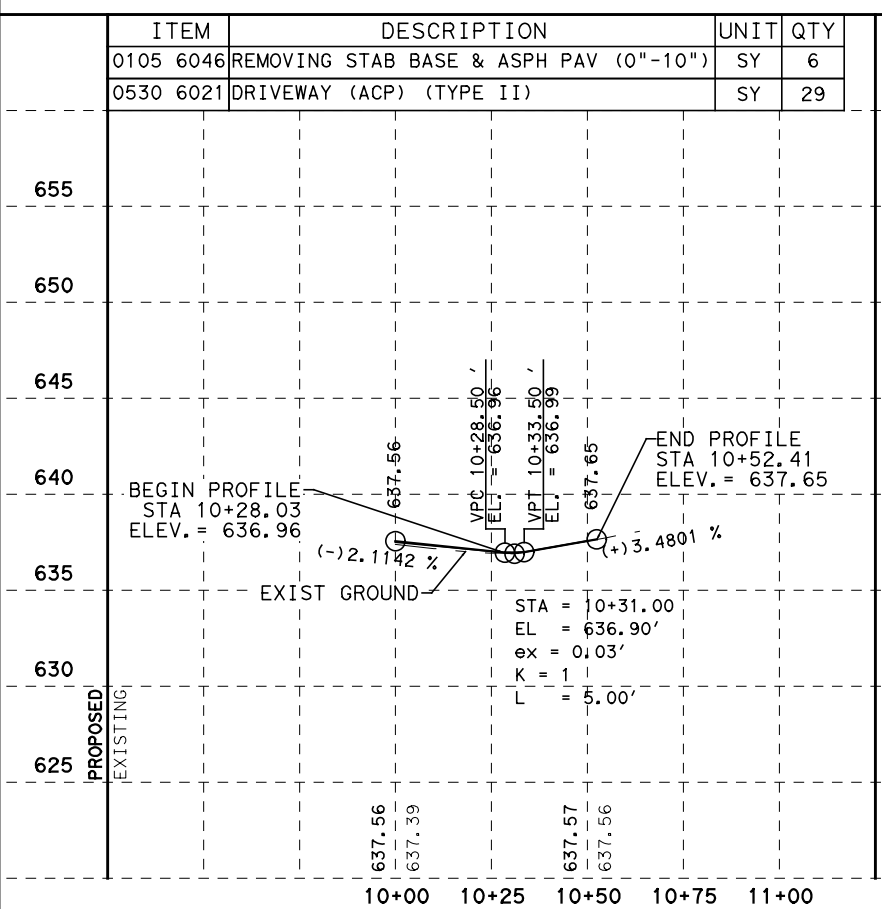 ITEM DESCRIPTION UNIT QTY
0105 6046 REMOVING STAB BASE & ASPH PAV (0"-10") SY 6
0530 6021 DRIVEWAY (ACP) (TYPE II) SY 29
655
650
645
640
635
630
625
VPC 10+28.50 '
EL. = 636.96
VPT 10+33.50 '
EL. = 636.99
637.56
637.65
BEGIN PROFILE
STA 10+28.03
ELEV.= 636.96
END PROFILE
STA 10+52.41
ELEV.= 637.65
(-)2.1142 %
(+)3.4801 %
EXIST GROUND
STA = 10+31.00
EL = 636.90'
ex = 0.03'
K = 1
L = 5.00'
PROPOSED
EXISTING
637.56
637.39
637.57
637.56
10+00 10+25 10+50 10+75 11+00